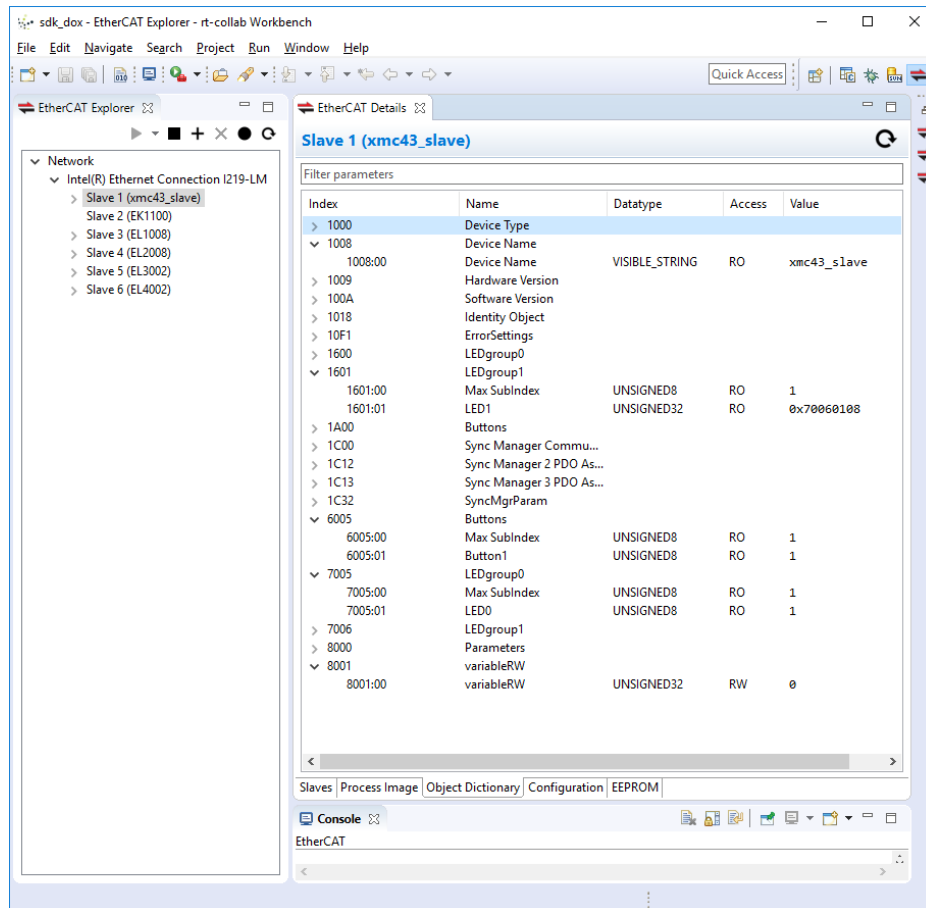 sdk_dox - EtherCAT Explorer - rt-collab Workbench
File Edit Navigate Search Project Run Window Help
Quick Access
EtherCAT Explorer
Network
Intel(R) Ethernet Connection I219-LM
Slave 1 (xmc43_slave)
Slave 2 (EK1100)
Slave 3 (EL1008)
Slave 4 (EL2008)
Slave 5 (EL3002)
Slave 6 (EL4002)
EtherCAT Details
Slave 1 (xmc43_slave)
Filter parameters
Index Name Datatype Access Value
1000 Device Type
1008 Device Name
1008:00 Device Name VISIBLE_STRING RO xmc43_slave
1009 Hardware Version
100A Software Version
1018 Identity Object
10F1 ErrorSettings
1600 LEDgroup0
1601 LEDgroup1
1601:00 Max SubIndex UNSIGNED8 RO 1
1601:01 LED1 UNSIGNED32 RO 0x70060108
1A00 Buttons
1C00 Sync Manager Commu...
1C12 Sync Manager 2 PDO As...
1C13 Sync Manager 3 PDO As...
1C32 SyncMgrParam
6005 Buttons
6005:00 Max SubIndex UNSIGNED8 RO 1
6005:01 Button1 UNSIGNED8 RO 1
7005 LEDgroup0
7005:00 Max SubIndex UNSIGNED8 RO 1
7005:01 LED0 UNSIGNED8 RO 1
7006 LEDgroup1
8000 Parameters
8001 variableRW
8001:00 variableRW UNSIGNED32 RW 0
Slaves Process Image Object Dictionary Configuration EEPROM
Console
EtherCAT